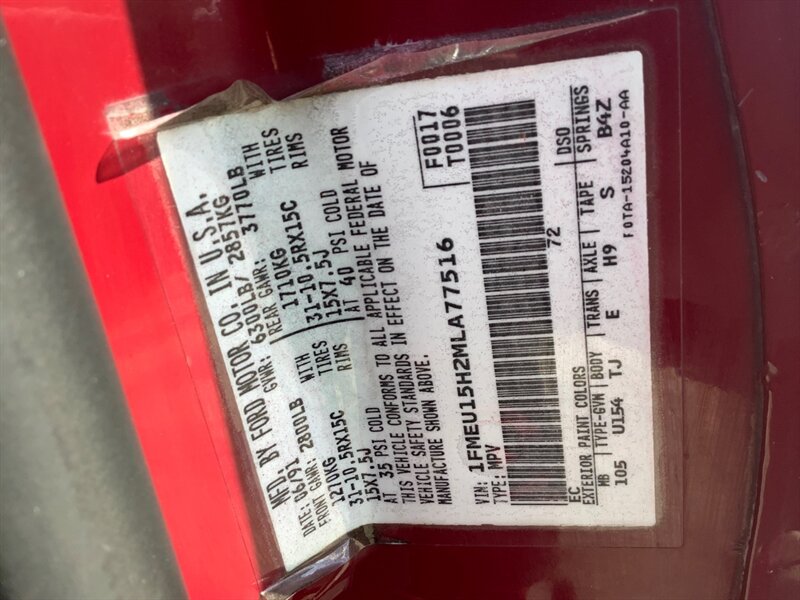 MFD. BY FORD MOTOR CO. IN U.S.A.
DATE: 06/91 GVWR: 6300LB/ 2857KG
FRONT GAWR: 2800LB REAR GAWR: 3770LB
1270KG WITH 1710KG WITH
31-10.5RX15C TIRES 31-10.5RX15C TIRES
15X7.5J RIMS 15X7.5J RIMS
AT 35 PSI COLD AT 40 PSI COLD
THIS VEHICLE CONFORMS TO ALL APPLICABLE FEDERAL MOTOR
VEHICLE SAFETY STANDARDS IN EFFECT ON THE DATE OF
MANUFACTURE SHOWN ABOVE.
F0017
T0006
VIN: 1FMEU15H2MLA77516
TYPE: MPV
72
EC
EXTERIOR PAINT COLORS DSO
MB TYPE-GVW BODY TRANS AXLE TAPE SPRINGS
105 U154 TJ E H9 S B4Z
F0TA-15204A10-AA